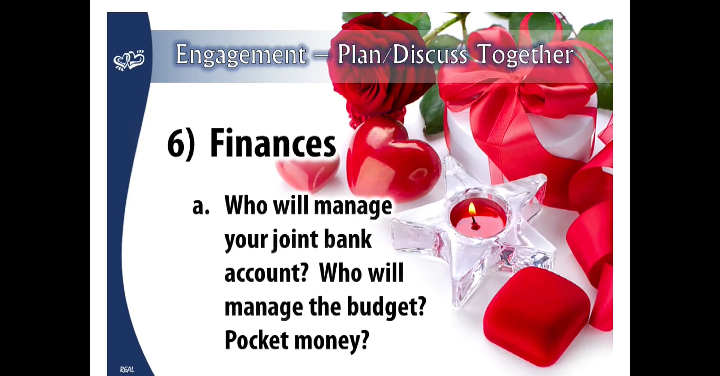 Engagement – Plan/Discuss Together
6) Finances
a. Who will manage
your joint bank
account? Who will
manage the budget?
Pocket money?
REAL